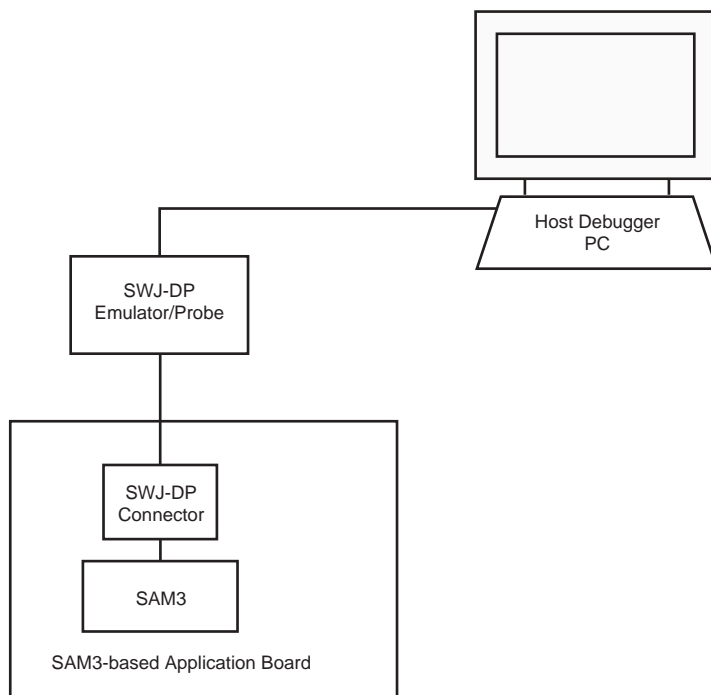 Host Debugger
PC
SWJ-DP
Emulator/Probe
SWJ-DP
Connector
SAM3
SAM3-based Application Board